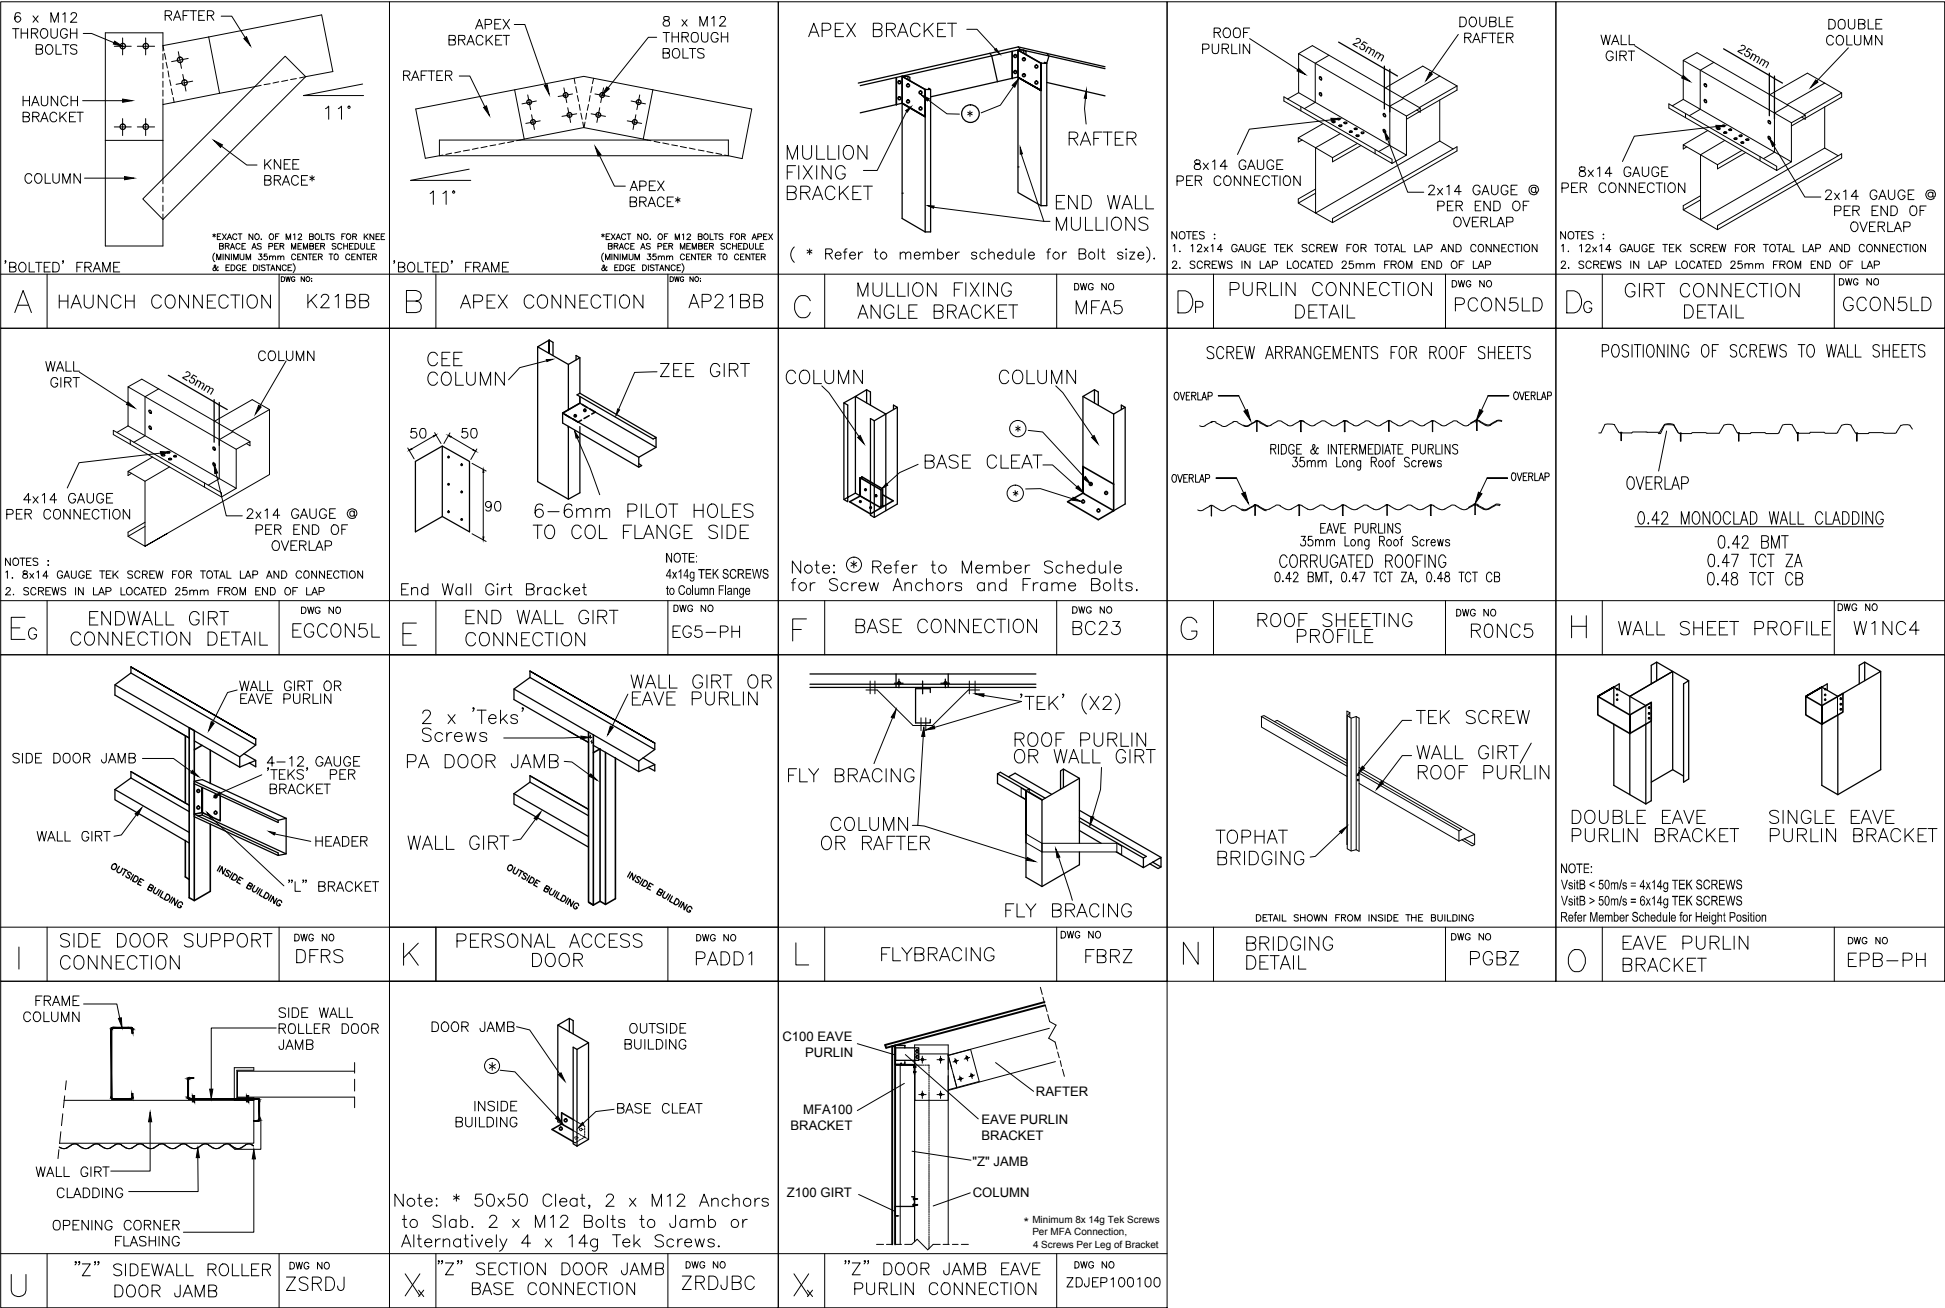 6 x M12
THROUGH
BOLTS
RAFTER
HAUNCH
BRACKET
11°
COLUMN
KNEE
BRACE*
*EXACT NO. OF M12 BOLTS FOR KNEE
BRACE AS PER MEMBER SCHEDULE
(MINIMUM 35mm CENTER TO CENTER
& EDGE DISTANCE)
'BOLTED' FRAME
A
HAUNCH CONNECTION
DWG NO:
K21BB
APEX
BRACKET
8 x M12
THROUGH
BOLTS
RAFTER
11°
APEX
BRACE*
*EXACT NO. OF M12 BOLTS FOR APEX
BRACE AS PER MEMBER SCHEDULE
(MINIMUM 35mm CENTER TO CENTER
& EDGE DISTANCE)
'BOLTED' FRAME
B
APEX CONNECTION
DWG NO:
AP21BB
APEX BRACKET
*
RAFTER
MULLION
FIXING
BRACKET
END WALL
MULLIONS
( * Refer to member schedule for Bolt size).
C
MULLION FIXING
ANGLE BRACKET
DWG NO
MFA5
ROOF
PURLIN
25mm
DOUBLE
RAFTER
8x14 GAUGE
PER CONNECTION
2x14 GAUGE @
PER END OF
OVERLAP
NOTES :
1. 12x14 GAUGE TEK SCREW FOR TOTAL LAP AND CONNECTION
2. SCREWS IN LAP LOCATED 25mm FROM END OF LAP
DP
PURLIN CONNECTION
DETAIL
DWG NO
PCON5LD
WALL
GIRT
25mm
DOUBLE
COLUMN
8x14 GAUGE
PER CONNECTION
2x14 GAUGE @
PER END OF
OVERLAP
NOTES :
1. 12x14 GAUGE TEK SCREW FOR TOTAL LAP AND CONNECTION
2. SCREWS IN LAP LOCATED 25mm FROM END OF LAP
DG
GIRT CONNECTION
DETAIL
DWG NO
GCON5LD
WALL
GIRT
25mm
COLUMN
4x14 GAUGE
PER CONNECTION
2x14 GAUGE @
PER END OF
OVERLAP
NOTES :
1. 8x14 GAUGE TEK SCREW FOR TOTAL LAP AND CONNECTION
2. SCREWS IN LAP LOCATED 25mm FROM END OF LAP
EG
ENDWALL GIRT
CONNECTION DETAIL
DWG NO
EGCON5L
CEE
COLUMN
ZEE GIRT
50
50
90
6-6mm PILOT HOLES
TO COL FLANGE SIDE
NOTE:
4x14g TEK SCREWS
to Column Flange
End Wall Girt Bracket
E
END WALL GIRT
CONNECTION
DWG NO
EG5-PH
COLUMN
COLUMN
*
BASE CLEAT
*
Note: * Refer to Member Schedule
for Screw Anchors and Frame Bolts.
F
BASE CONNECTION
DWG NO
BC23
SCREW ARRANGEMENTS FOR ROOF SHEETS
OVERLAP
OVERLAP
RIDGE & INTERMEDIATE PURLINS
35mm Long Roof Screws
OVERLAP
OVERLAP
EAVE PURLINS
35mm Long Roof Screws
CORRUGATED ROOFING
0.42 BMT, 0.47 TCT ZA, 0.48 TCT CB
G
ROOF SHEETING
PROFILE
DWG NO
RONC5
POSITIONING OF SCREWS TO WALL SHEETS
OVERLAP
0.42 MONOCLAD WALL CLADDING
0.42 BMT
0.47 TCT ZA
0.48 TCT CB
H
WALL SHEET PROFILE
DWG NO
W1NC4
WALL GIRT OR
EAVE PURLIN
SIDE DOOR JAMB
4-12, GAUGE
'TEKS' PER
BRACKET
WALL GIRT
HEADER
"L" BRACKET
OUTSIDE BUILDING
INSIDE BUILDING
I
SIDE DOOR SUPPORT
CONNECTION
DWG NO
DFRS
WALL GIRT OR
EAVE PURLIN
2 x 'Teks'
Screws
PA DOOR JAMB
WALL GIRT
OUTSIDE BUILDING
INSIDE BUILDING
K
PERSONAL ACCESS
DOOR
DWG NO
PADD1
'TEK' (X2)
ROOF PURLIN
OR WALL GIRT
FLY BRACING
COLUMN
OR RAFTER
FLY BRACING
L
FLYBRACING
DWG NO
FBRZ
TEK SCREW
WALL GIRT/
ROOF PURLIN
TOPHAT
BRIDGING
DETAIL SHOWN FROM INSIDE THE BUILDING
N
BRIDGING
DETAIL
DWG NO
PGBZ
DOUBLE EAVE
PURLIN BRACKET
SINGLE EAVE
PURLIN BRACKET
NOTE:
VsitB < 50m/s = 4x14g TEK SCREWS
VsitB > 50m/s = 6x14g TEK SCREWS
Refer Member Schedule for Height Position
O
EAVE PURLIN
BRACKET
DWG NO
EPB-PH
FRAME
COLUMN
SIDE WALL
ROLLER DOOR
JAMB
WALL GIRT
CLADDING
OPENING CORNER
FLASHING
U
"Z" SIDEWALL ROLLER
DOOR JAMB
DWG NO
ZSRDJ
DOOR JAMB
OUTSIDE
BUILDING
*
INSIDE
BUILDING
BASE CLEAT
Note: * 50x50 Cleat, 2 x M12 Anchors
to Slab. 2 x M12 Bolts to Jamb or
Alternatively 4 x 14g Tek Screws.
Xx
"Z" SECTION DOOR JAMB
BASE CONNECTION
DWG NO
ZRDJBC
C100 EAVE
PURLIN
RAFTER
MFA100
BRACKET
EAVE PURLIN
BRACKET
"Z" JAMB
Z100 GIRT
COLUMN
* Minimum 8x 14g Tek Screws
Per MFA Connection,
4 Screws Per Leg of Bracket
Xx
"Z" DOOR JAMB EAVE
PURLIN CONNECTION
DWG NO
ZDJEP100100